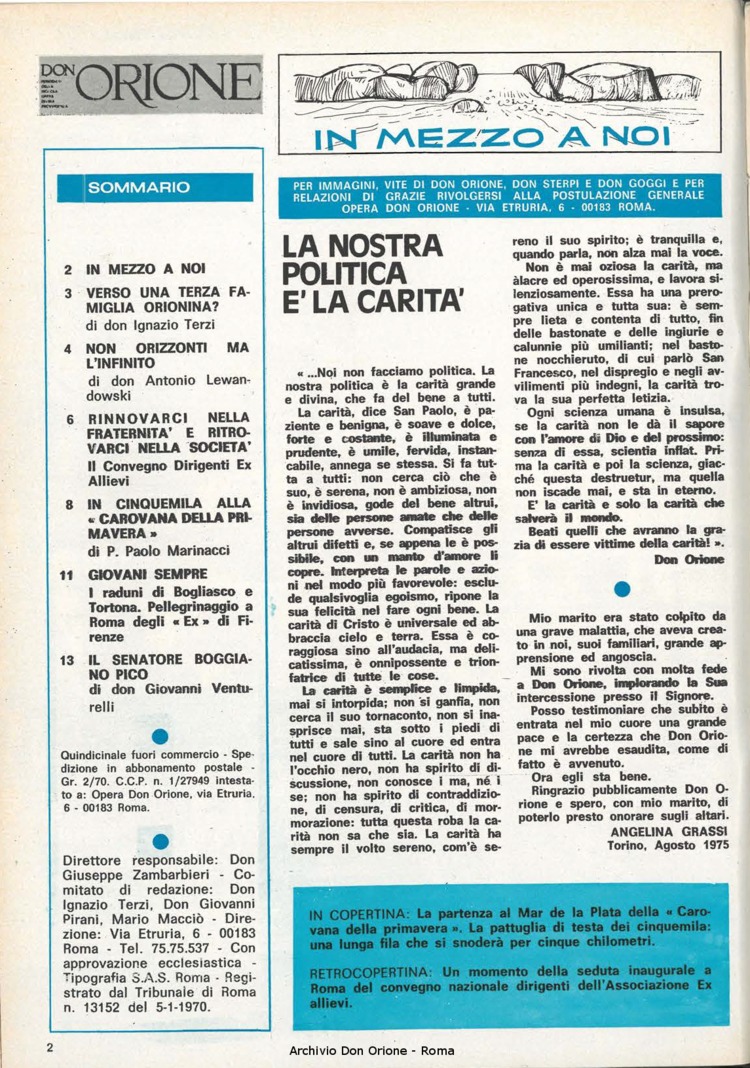 DON ORIONE
IN MEZZO A NOI
SOMMARIO
2 IN MEZZO A NOI
3 VERSO UNA TERZA FA-
MIGLIA ORIONINA?
di don Ignazio Terzi
4 NON ORIZZONTI MA
L'INFINITO
di don Antonio Lewan-
dowski
6 RINNOVARCI NELLA
FRATERNITA' E RITRO-
VARCI NELLA SOCIETA'
Il Convegno Dirigenti Ex
Allievi
8 IN CINQUEMILA ALLA
« CAROVANA DELLA PRI-
MAVERA »
di P. Paolo Marinacci
11 GIOVANI SEMPRE
I raduni di Bogliasco e
Tortona. Pellegrinaggio a
Roma degli « Ex » di Fi-
renze
13 IL SENATORE BOGGIA-
NO PICO
di don Giovanni Ventu-
relli
Quindicinale fuori commercio - Spe-
dizione in abbonamento postale -
Gr. 2/70. C.C.P. n. 1/27949 intesta-
to a: Opera Don Orione, via Etruria,
6 - 00183 Roma.
Direttore responsabile: Don
Giuseppe Zambarbieri - Co-
mitato di redazione: Don
Ignazio Terzi, Don Giovanni
Pirani, Mario Macciò - Dire-
zione: Via Etruria, 6 - 00183
Roma - Tel. 75.75.537 - Con
approvazione ecclesiastica -
Tipografia S.A.S. Roma - Regi-
strato dal Tribunale di Roma
n. 13152 del 5-1-1970.
PER IMMAGINI, VITE DI DON ORIONE, DON STERPI E DON GOGGI E PER
RELAZIONI DI GRAZIE RIVOLGERSI ALLA POSTULAZIONE GENERALE
OPERA DON ORIONE - VIA ETRURIA, 6 - 00183 ROMA.
LA NOSTRA
POLITICA
E' LA CARITA'
« ...Noi non facciamo politica. La
nostra politica è la carità grande
e divina, che fa del bene a tutti.
La carità, dice San Paolo, è pa-
ziente e benigna, è soave e dolce,
forte e costante, è illuminata e
prudente, è umile, fervida, instan-
cabile, annega se stessa. Si fa tut-
ta a tutti: non cerca ciò che è
suo, è serena, non è ambiziosa, non
è invidiosa, gode del bene altrui,
sia delle persone amate che delle
persone avverse. Compatisce gli
altrui difetti e, se appena le è pos-
sibile, con un manto d'amore li
copre. Interpreta le parole e azio-
ni nel modo più favorevole: esclu-
de qualsivoglia egoismo, ripone la
sua felicità nel fare ogni bene. La
carità di Cristo è universale ed ab-
braccia cielo e terra. Essa è co-
raggiosa sino all'audacia, ma deli-
catissima, è onnipossente e trion-
fatrice di tutte le cose.
La carità è semplice e limpida,
mai si intorpida; non si ganfia, non
cerca il suo tornaconto, non si ina-
sprisce mai, sta sotto i piedi di
tutti e sale sino al cuore ed entra
nel cuore di tutti. La carità non ha
l'occhio nero, non ha spirito di di-
scussione, non conosce i ma, né i
se; non ha spirito di contraddizio-
ne, di censura, di critica, di mor-
morazione: tutta questa roba la ca-
rità non sa che sia. La carità ha
sempre il volto sereno, com'è se-
reno il suo spirito; è tranquilla e,
quando parla, non alza mai la voce.
Non è mai oziosa la carità, ma
àlacre ed operosissima, e lavora si-
lenziosamente. Essa ha una prero-
gativa unica e tutta sua: è sem-
pre lieta e contenta di tutto, fin
delle bastonate e delle ingiurie e
calunnie più umilianti; nel basto-
ne nocchieruto, di cui parlò San
Francesco, nel dispregio e negli av-
vilimenti più indegni, la carità tro-
va la sua perfetta letizia.
Ogni scienza umana è insulsa,
se la carità non le dà il sapore
con l'amore di Dio e del prossimo:
senza di essa, scientia inflat. Pri-
ma la carità e poi la scienza, giac-
ché questa destruetur, ma quella
non iscade mai, e sta in eterno.
E' la carità e solo la carità che
salverà il mondo.
Beati quelli che avranno la gra-
zia di essere vittime della carità! ».
Don Orione
Mio marito era stato colpito da
una grave malattia, che aveva crea-
to in noi, suoi familiari, grande ap-
prensione ed angoscia.
Mi sono rivolta con molta fede
a Don Orione, implorando la Sua
intercessione presso il Signore.
Posso testimoniare che subito è
entrata nel mio cuore una grande
pace e la certezza che Don Orio-
ne mi avrebbe esaudita, come di
fatto è avvenuto.
Ora egli sta bene.
Ringrazio pubblicamente Don O-
rione e spero, con mio marito, di
poterlo presto onorare sugli altari.
ANGELINA GRASSI
Torino, Agosto 1975
IN COPERTINA: La partenza al Mar de la Plata della « Caro-
vana della primavera ». La pattuglia di testa dei cinquemila:
una lunga fila che si snoderà per cinque chilometri.
RETROCOPERTINA: Un momento della seduta inaugurale a
Roma del convegno nazionale dirigenti dell'Associazione Ex
allievi.
2
Archivio Don Orione - Roma